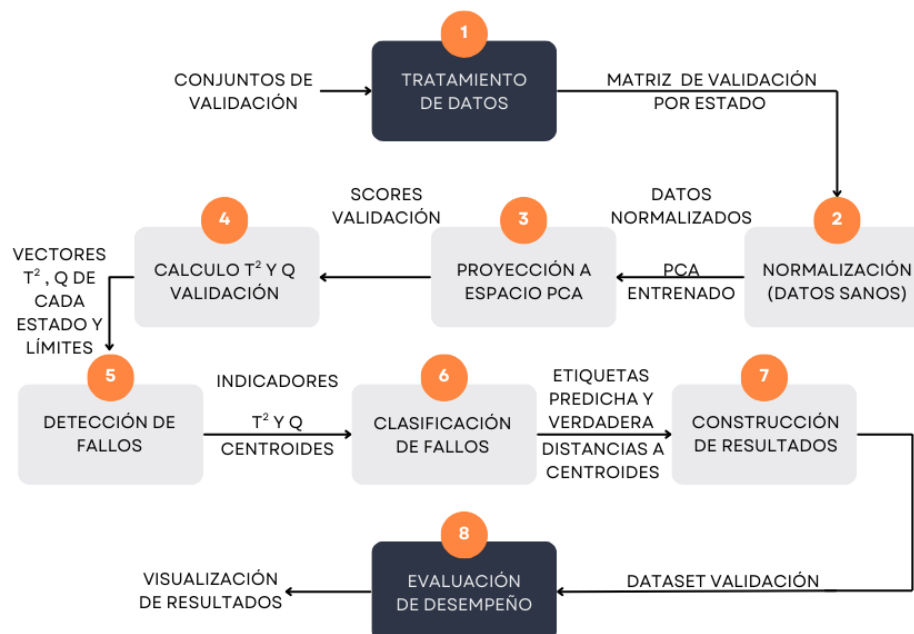 1
CONJUNTOS DE
VALIDACIÓN
TRATAMIENTO
DE DATOS
MATRIZ DE VALIDACIÓN
POR ESTADO
2
NORMALIZACIÓN
(DATOS SANOS)
DATOS
NORMALIZADOS
PCA
ENTRENADO
3
PROYECCIÓN A
ESPACIO PCA
SCORES
VALIDACIÓN
4
CALCULO T² Y Q
VALIDACIÓN
VECTORES
T² , Q DE
CADA
ESTADO Y
LÍMITES
5
DETECCIÓN DE
FALLOS
INDICADORES
T² Y Q
CENTROIDES
6
CLASIFICACIÓN
DE FALLOS
ETIQUETAS
PREDICHA Y
VERDADERA
DISTANCIAS A
CENTROIDES
7
CONSTRUCCIÓN
DE RESULTADOS
DATASET VALIDACIÓN
8
EVALUACIÓN
DE DESEMPEÑO
VISUALIZACIÓN
DE RESULTADOS